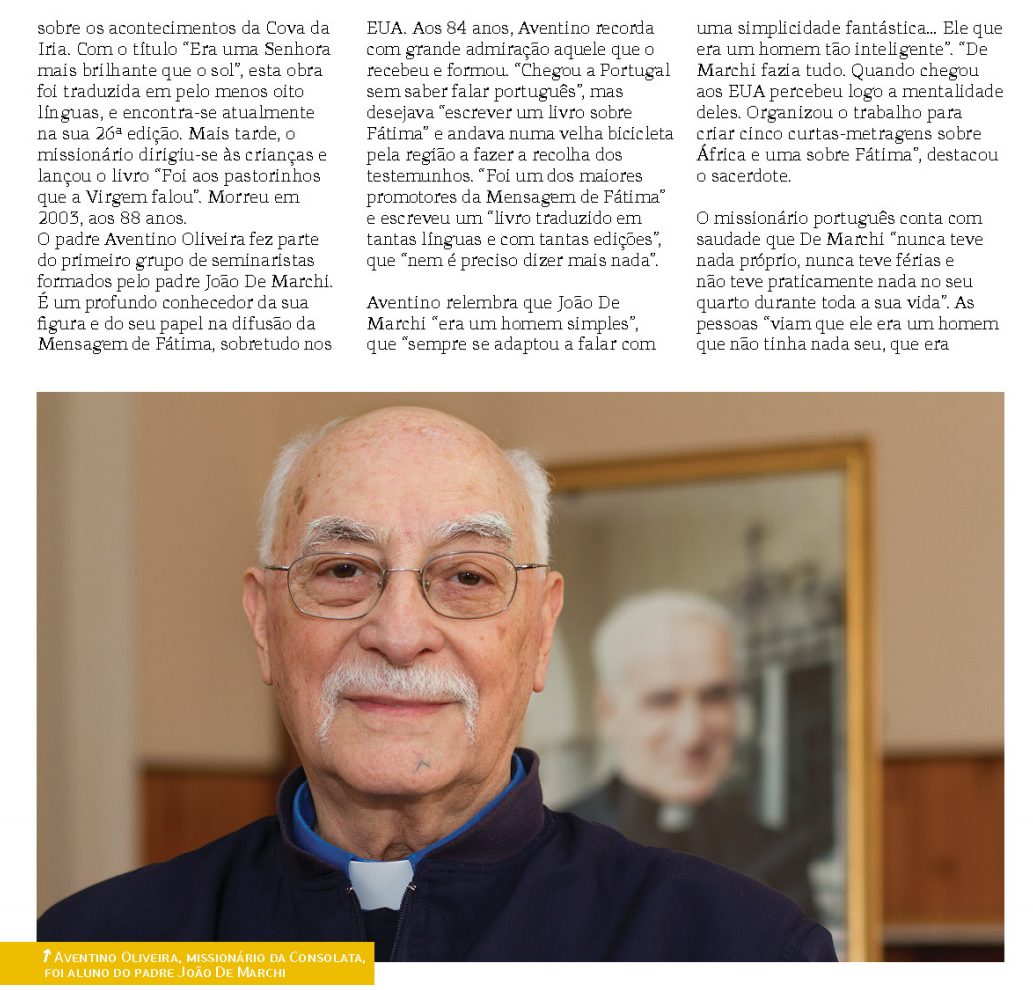 sobre os acontecimentos da Cova da
Iria. Com o título “Era uma Senhora
mais brilhante que o sol”, esta obra
foi traduzida em pelo menos oito
línguas, e encontra-se atualmente
na sua 26ª edição. Mais tarde, o
missionário dirigiu-se às crianças e
lançou o livro “Foi aos pastorinhos
que a Virgem falou”. Morreu em
2003, aos 88 anos.
O padre Aventino Oliveira fez parte
do primeiro grupo de seminaristas
formados pelo padre João De Marchi.
É um profundo conhecedor da sua
figura e do seu papel na difusão da
Mensagem de Fátima, sobretudo nos
EUA. Aos 84 anos, Aventino recorda
com grande admiração aquele que o
recebeu e formou. “Chegou a Portugal
sem saber falar português”, mas
desejava “escrever um livro sobre
Fátima” e andava numa velha bicicleta
pela região a fazer a recolha dos
testemunhos. “Foi um dos maiores
promotores da Mensagem de Fátima”
e escreveu um “livro traduzido em
tantas línguas e com tantas edições”,
que “nem é preciso dizer mais nada”.
Aventino relembra que João De
Marchi “era um homem simples”,
que “sempre se adaptou a falar com
uma simplicidade fantástica... Ele que
era um homem tão inteligente”. “De
Marchi fazia tudo. Quando chegou
aos EUA percebeu logo a mentalidade
deles. Organizou o trabalho para
criar cinco curtas-metragens sobre
África e uma sobre Fátima”, destacou
o sacerdote.
O missionário português conta com
saudade que De Marchi “nunca teve
nada próprio, nunca teve férias e
não teve praticamente nada no seu
quarto durante toda a sua vida”. As
pessoas “viam que ele era um homem
que não tinha nada seu, que era
Aventino Oliveira, missionário da Consolata,
foi aluno do padre João De Marchi